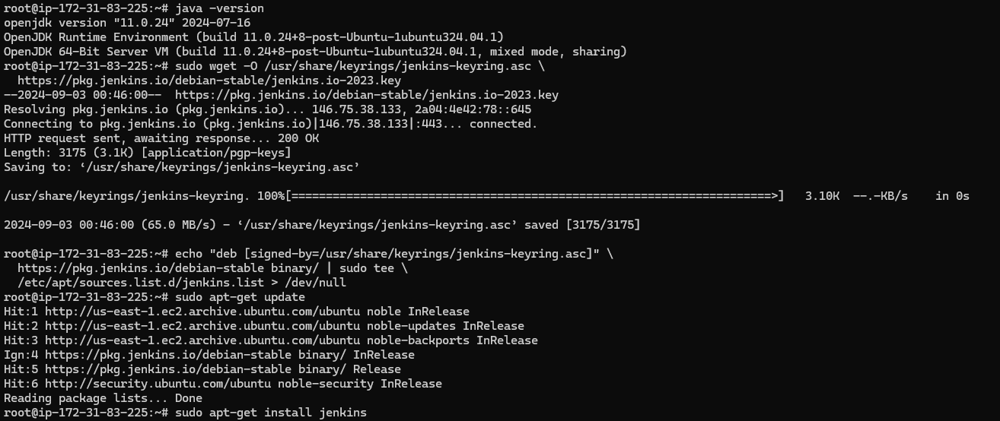 root@ip-172-31-83-225:~# java -version
openjdk version "11.0.24" 2024-07-16
OpenJDK Runtime Environment (build 11.0.24+8-post-Ubuntu-1ubuntu324.04.1)
OpenJDK 64-Bit Server VM (build 11.0.24+8-post-Ubuntu-1ubuntu324.04.1, mixed mode, sharing)
root@ip-172-31-83-225:~# sudo wget -O /usr/share/keyrings/jenkins-keyring.asc \
  https://pkg.jenkins.io/debian-stable/jenkins.io-2023.key
--2024-09-03 00:46:00--  https://pkg.jenkins.io/debian-stable/jenkins.io-2023.key
Resolving pkg.jenkins.io (pkg.jenkins.io)... 146.75.38.133, 2a04:4e42:78::645
Connecting to pkg.jenkins.io (pkg.jenkins.io)|146.75.38.133|:443... connected.
HTTP request sent, awaiting response... 200 OK
Length: 3175 (3.1K) [application/pgp-keys]
Saving to: ‘/usr/share/keyrings/jenkins-keyring.asc’
/usr/share/keyrings/jenkins-keyring. 100%[======================================================================>]   3.10K  --.-KB/s    in 0s
2024-09-03 00:46:00 (65.0 MB/s) - ‘/usr/share/keyrings/jenkins-keyring.asc’ saved [3175/3175]
root@ip-172-31-83-225:~# echo "deb [signed-by=/usr/share/keyrings/jenkins-keyring.asc]" \
  https://pkg.jenkins.io/debian-stable binary/ | sudo tee \
  /etc/apt/sources.list.d/jenkins.list > /dev/null
root@ip-172-31-83-225:~# sudo apt-get update
Hit:1 http://us-east-1.ec2.archive.ubuntu.com/ubuntu noble InRelease
Hit:2 http://us-east-1.ec2.archive.ubuntu.com/ubuntu noble-updates InRelease
Hit:3 http://us-east-1.ec2.archive.ubuntu.com/ubuntu noble-backports InRelease
Ign:4 https://pkg.jenkins.io/debian-stable binary/ InRelease
Hit:5 https://pkg.jenkins.io/debian-stable binary/ Release
Hit:6 http://security.ubuntu.com/ubuntu noble-security InRelease
Reading package lists... Done
root@ip-172-31-83-225:~# sudo apt-get install jenkins